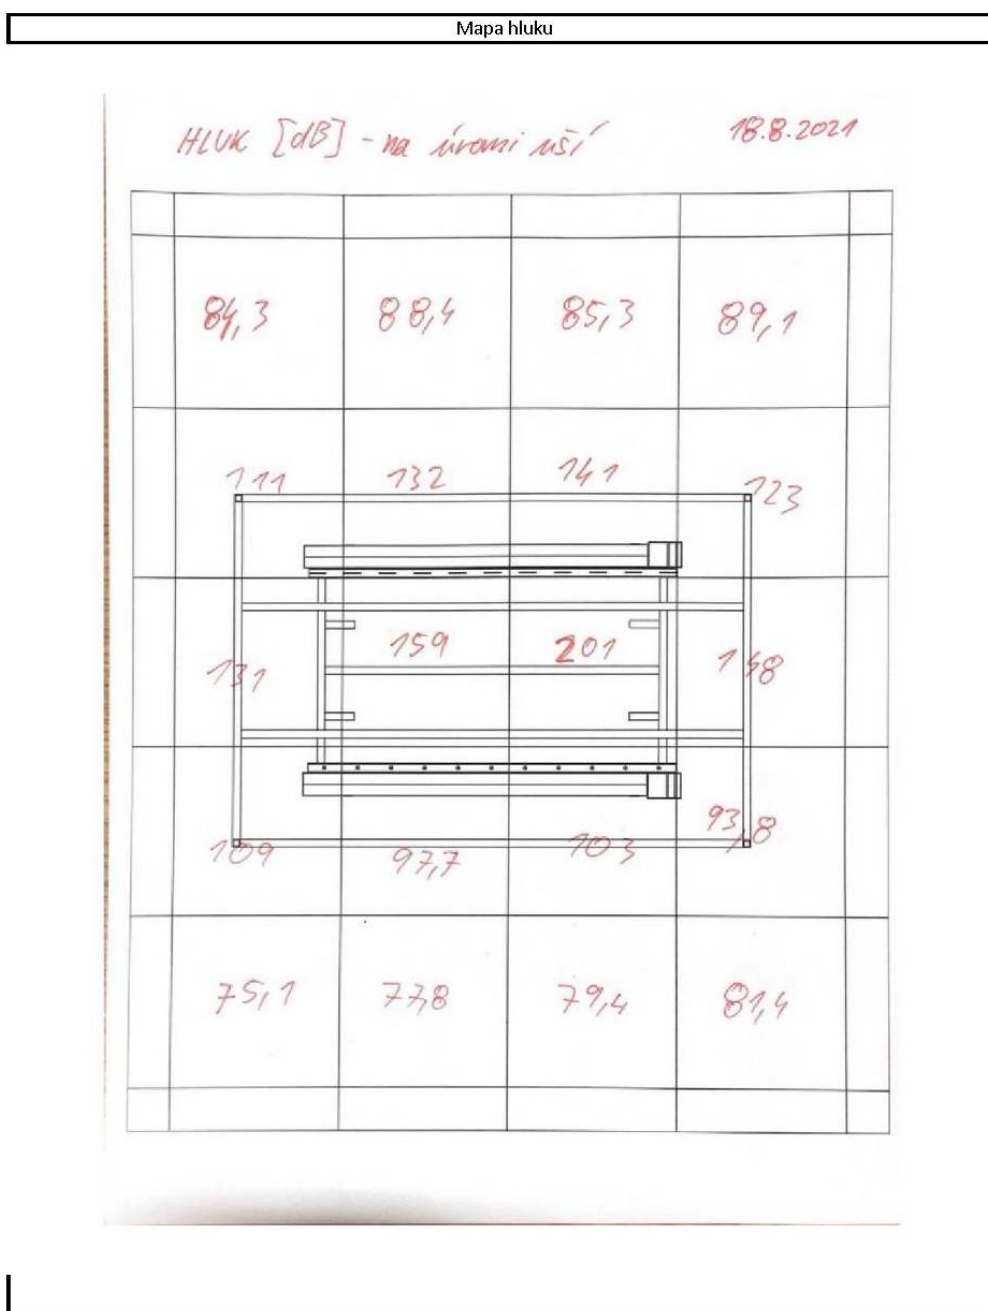 Mapa hluku
HLUK [dB] - na úrovni uší 18.8.2021
84,3 88,4 85,3 89,1
111 132 141 123
159 201
131 148
93,8
109 97,7 103
75,1 77,8 79,4 81,4